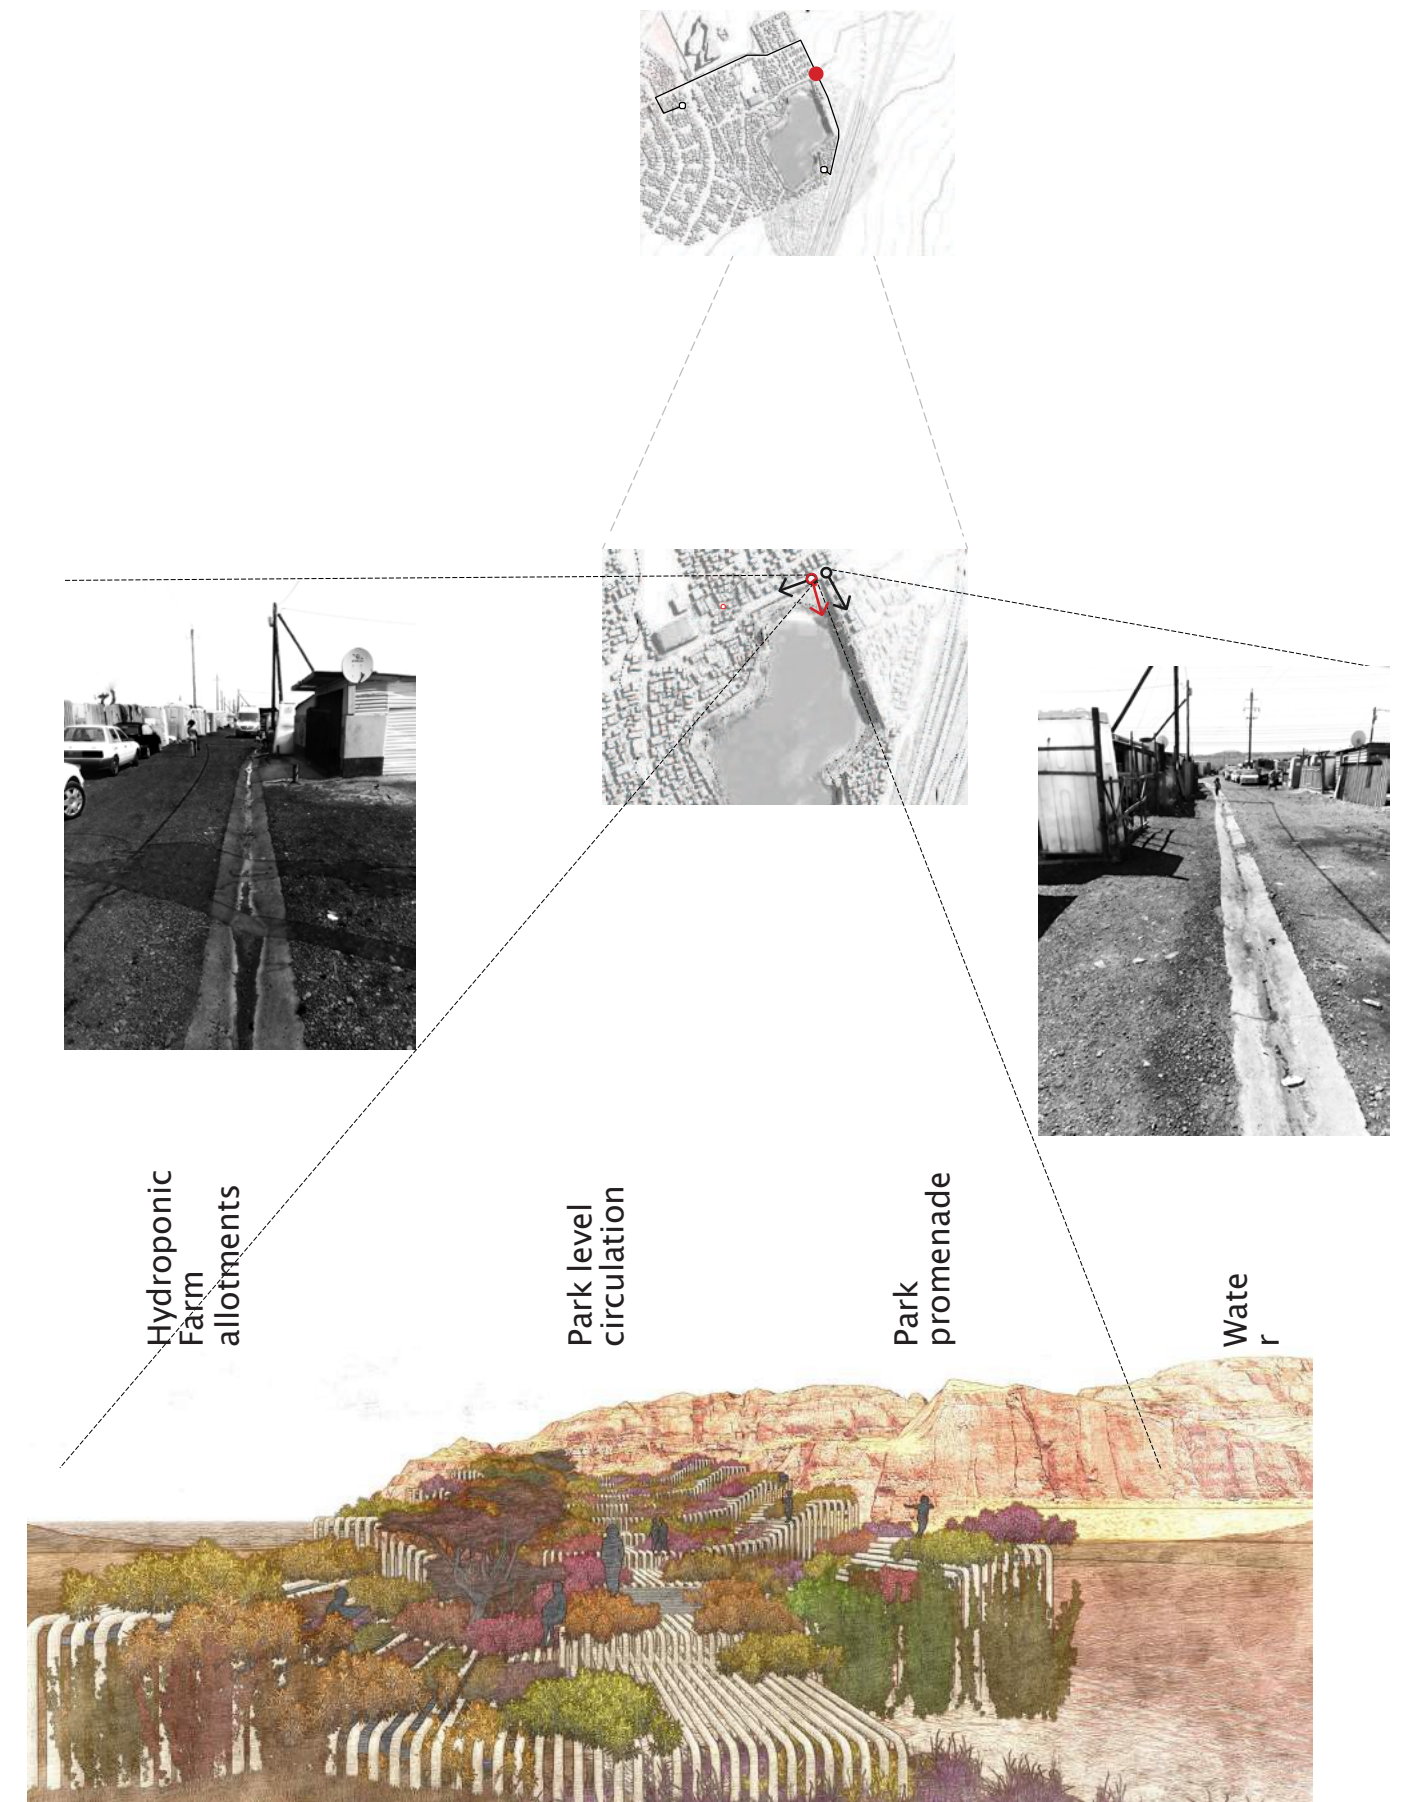 Hydroponic
Farm
allotments
Park level
circulation
Park
promenade
Wate
r